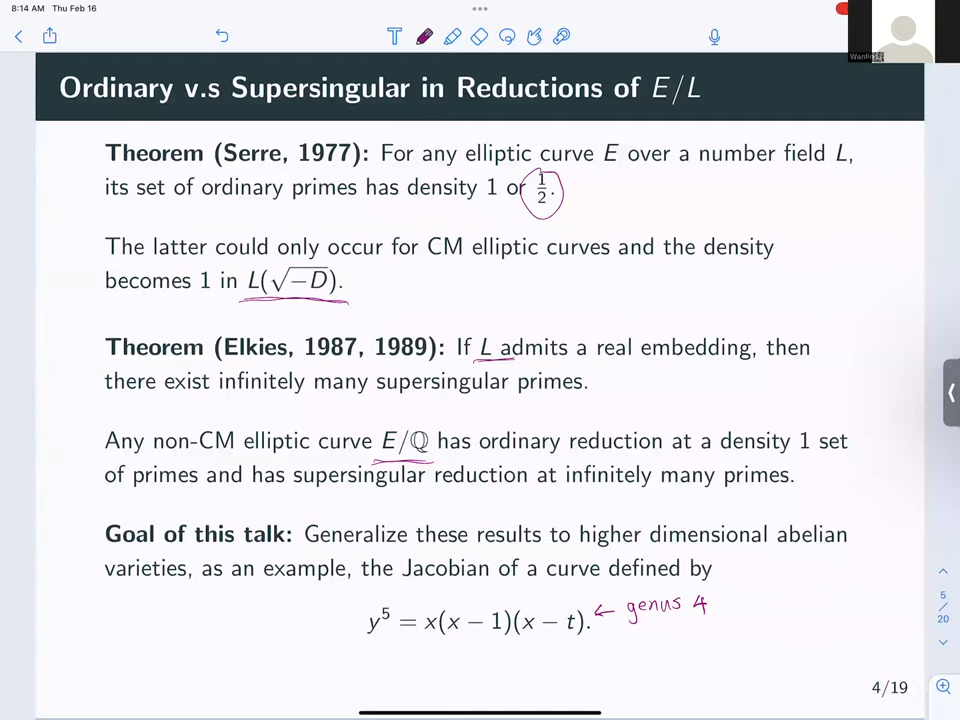 8:14 AM Thu Feb 16
Ordinary v.s Supersingular in Reductions of E/L
Theorem (Serre, 1977): For any elliptic curve E over a number field L,
its set of ordinary primes has density 1 or 1/2.
The latter could only occur for CM elliptic curves and the density
becomes 1 in L(√−D).
Theorem (Elkies, 1987, 1989): If L admits a real embedding, then
there exist infinitely many supersingular primes.
Any non-CM elliptic curve E/ℚ has ordinary reduction at a density 1 set
of primes and has supersingular reduction at infinitely many primes.
Goal of this talk: Generalize these results to higher dimensional abelian
varieties, as an example, the Jacobian of a curve defined by
y⁵ = x(x − 1)(x − t). ← genus 4
5
/
20
4/19